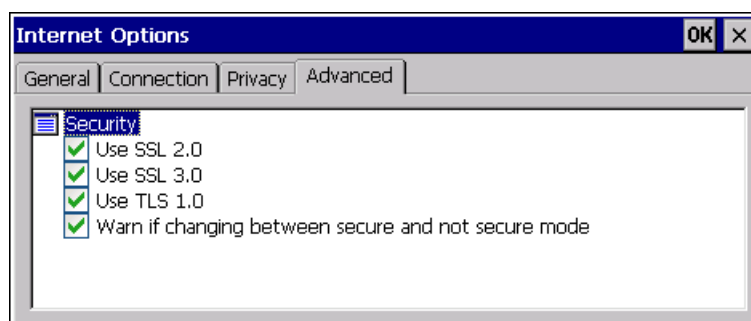 Internet Options OK ×
General Connection Privacy Advanced
Security
Use SSL 2.0
Use SSL 3.0
Use TLS 1.0
Warn if changing between secure and not secure mode